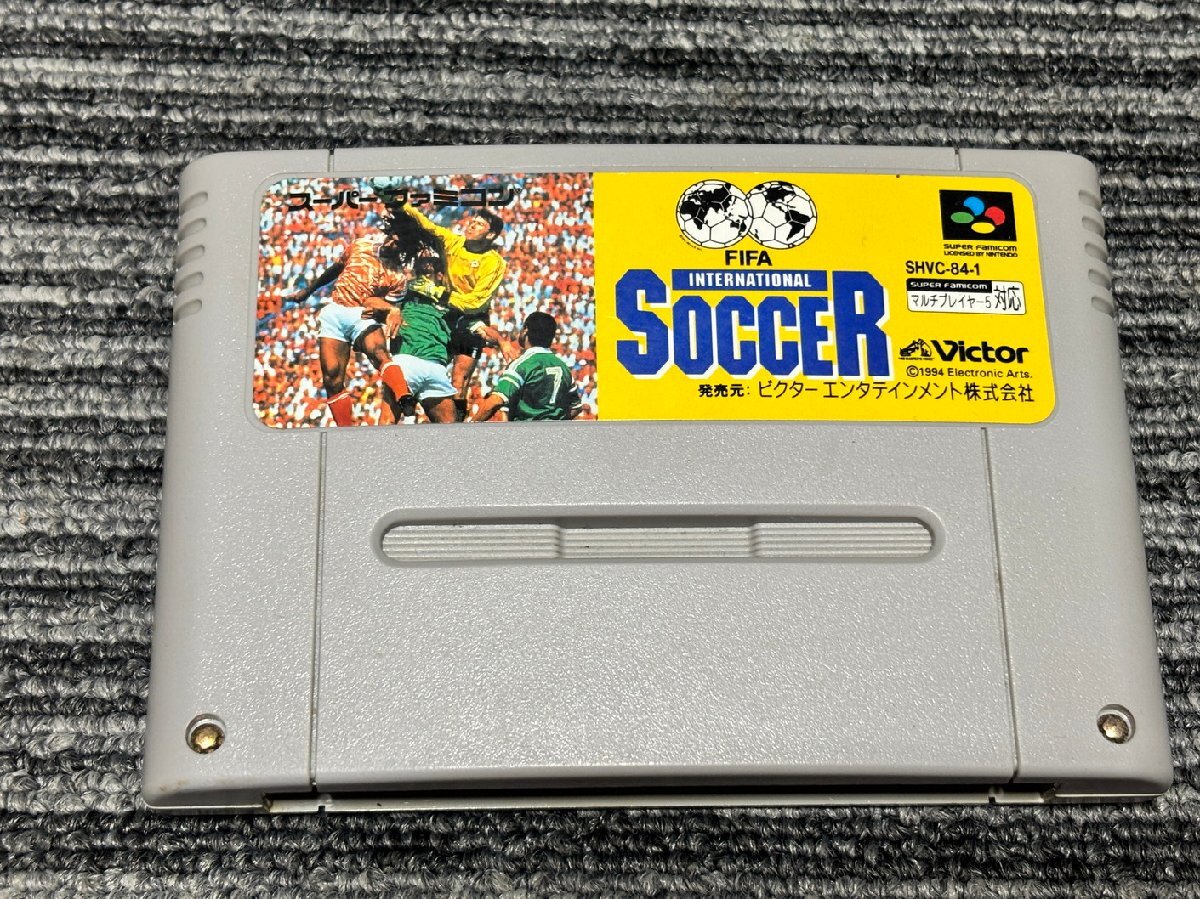 スーパーファミコン
FIFA
INTERNATIONAL
SOCCER
SUPER FAMICOM
LICENSED BY NINTENDO
SHVC-84-1
SUPER FAMICOM
マルチプレイヤー5 対応
Victor
©1994 Electronic Arts.
発売元: ビクター エンタテインメント株式会社
7